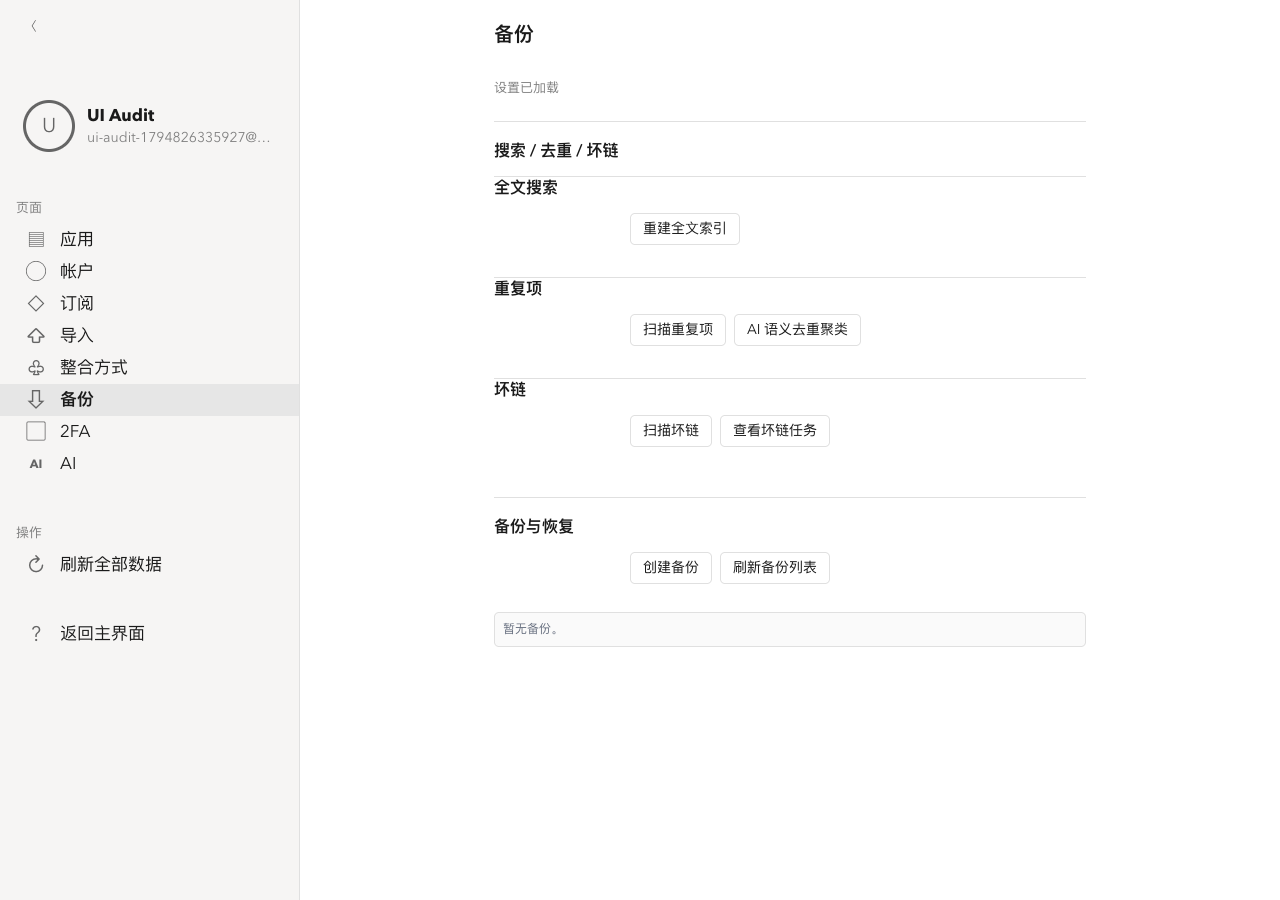 U
UI Audit
ui-audit-1794826335927@...
页面
应用
帐户
订阅
导入
整合方式
备份
2FA
AI AI
操作
刷新全部数据
? 返回主界面
备份
设置已加载
搜索 / 去重 / 坏链
全文搜索
重建全文索引
重复项
扫描重复项 AI 语义去重聚类
坏链
扫描坏链 查看坏链任务
备份与恢复
创建备份 刷新备份列表
暂无备份。